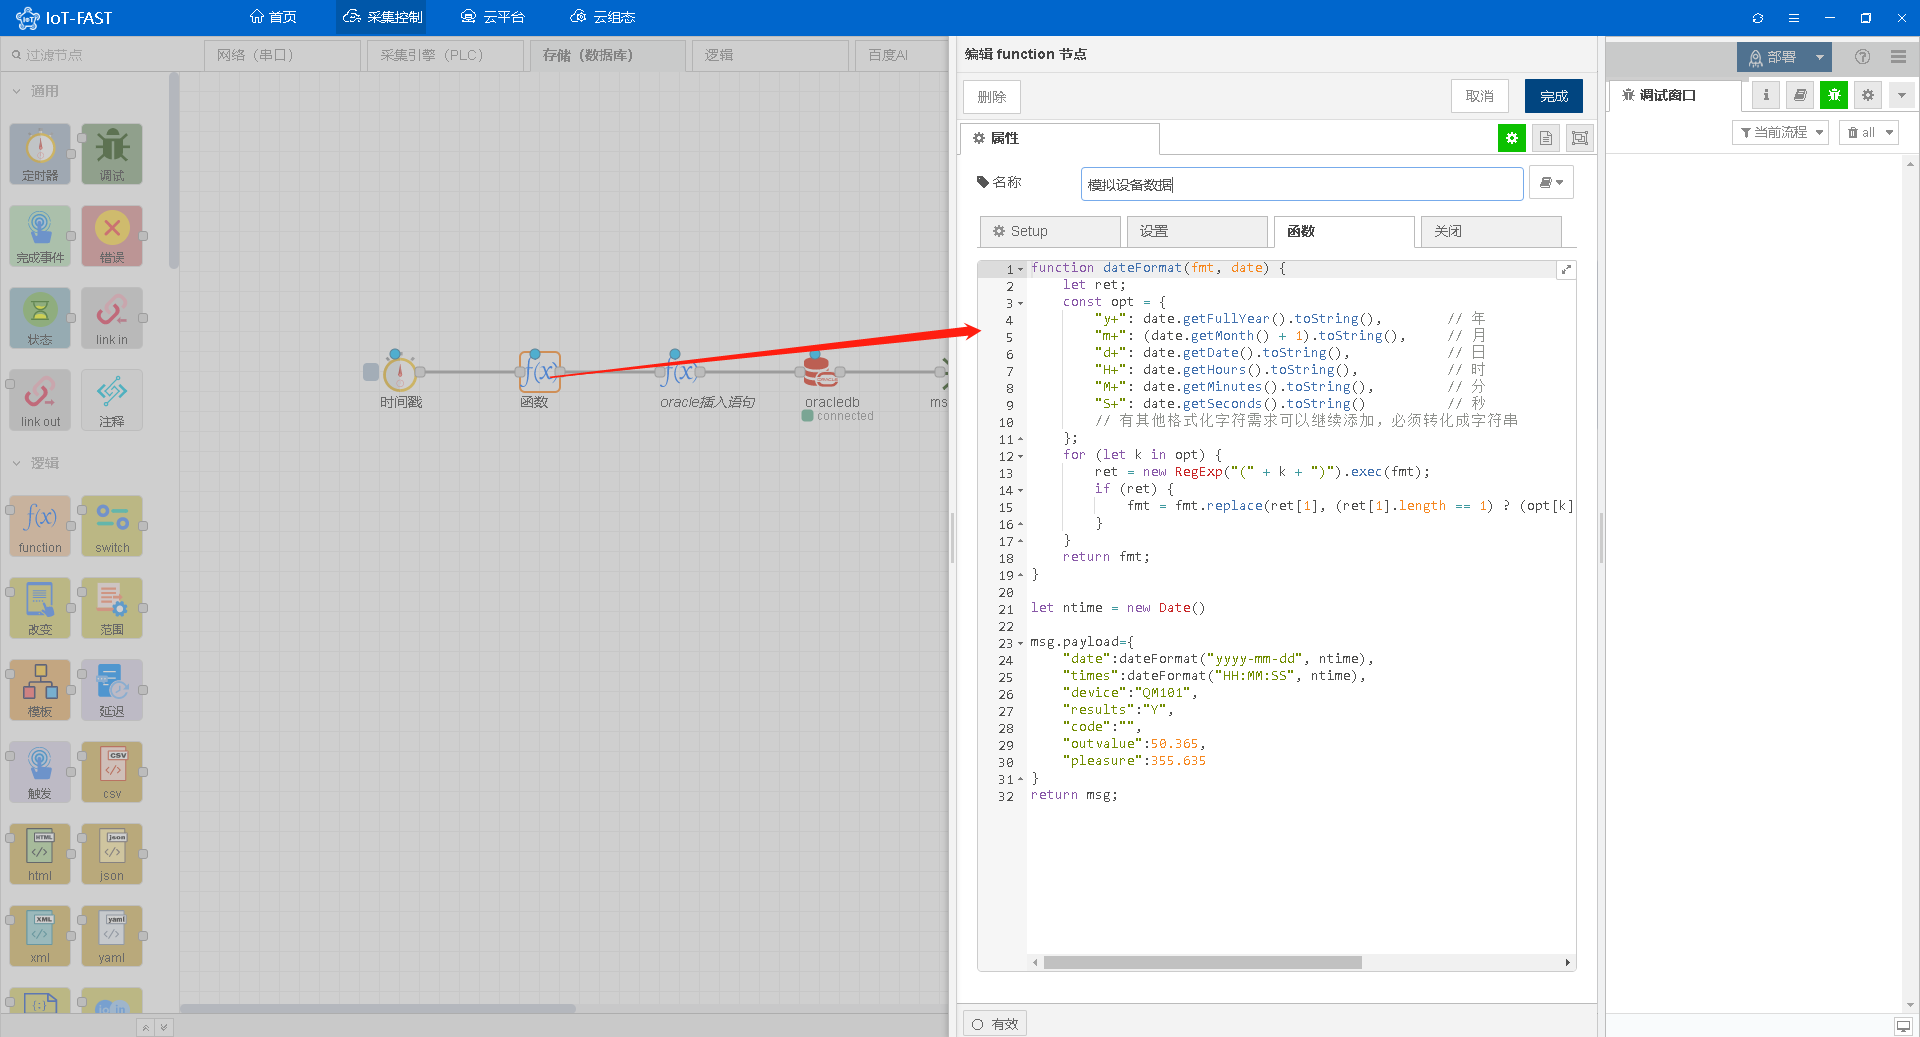 IoT-FAST
首页
采集控制
云平台
云组态
过滤节点
网络（串口）
采集引擎（PLC）
存储（数据库）
逻辑
百度AI
通用
定时器
调试
完成事件
错误
状态
link in
link out
注释
逻辑
function
switch
改变
范围
模板
延迟
触发
csv
html
json
xml
yaml
时间戳
函数
oracle插入语句
oracledb
connected
ms
编辑 function 节点
删除
取消
完成
属性
名称
模拟设备数据
Setup
设置
函数
关闭
1 function dateFormat(fmt, date) {
2 let ret;
3 const opt = {
4 "y+": date.getFullYear().toString(), // 年
5 "m+": (date.getMonth() + 1).toString(), // 月
6 "d+": date.getDate().toString(), // 日
7 "H+": date.getHours().toString(), // 时
8 "M+": date.getMinutes().toString(), // 分
9 "S+": date.getSeconds().toString() // 秒
10 // 有其他格式化字符需求可以继续添加，必须转化成字符串
11 };
12 for (let k in opt) {
13 ret = new RegExp("(" + k + ")").exec(fmt);
14 if (ret) {
15 fmt = fmt.replace(ret[1], (ret[1].length == 1) ? (opt[k]
16 }
17 }
18 return fmt;
19 }
20
21 let ntime = new Date()
22
23 msg.payload={
24 "date":dateFormat("yyyy-mm-dd", ntime),
25 "times":dateFormat("HH:MM:SS", ntime),
26 "device":"QM101",
27 "results":"Y",
28 "code":"",
29 "outvalue":50.365,
30 "pleasure":355.635
31 }
32 return msg;
有效
部署
调试窗口
当前流程
all